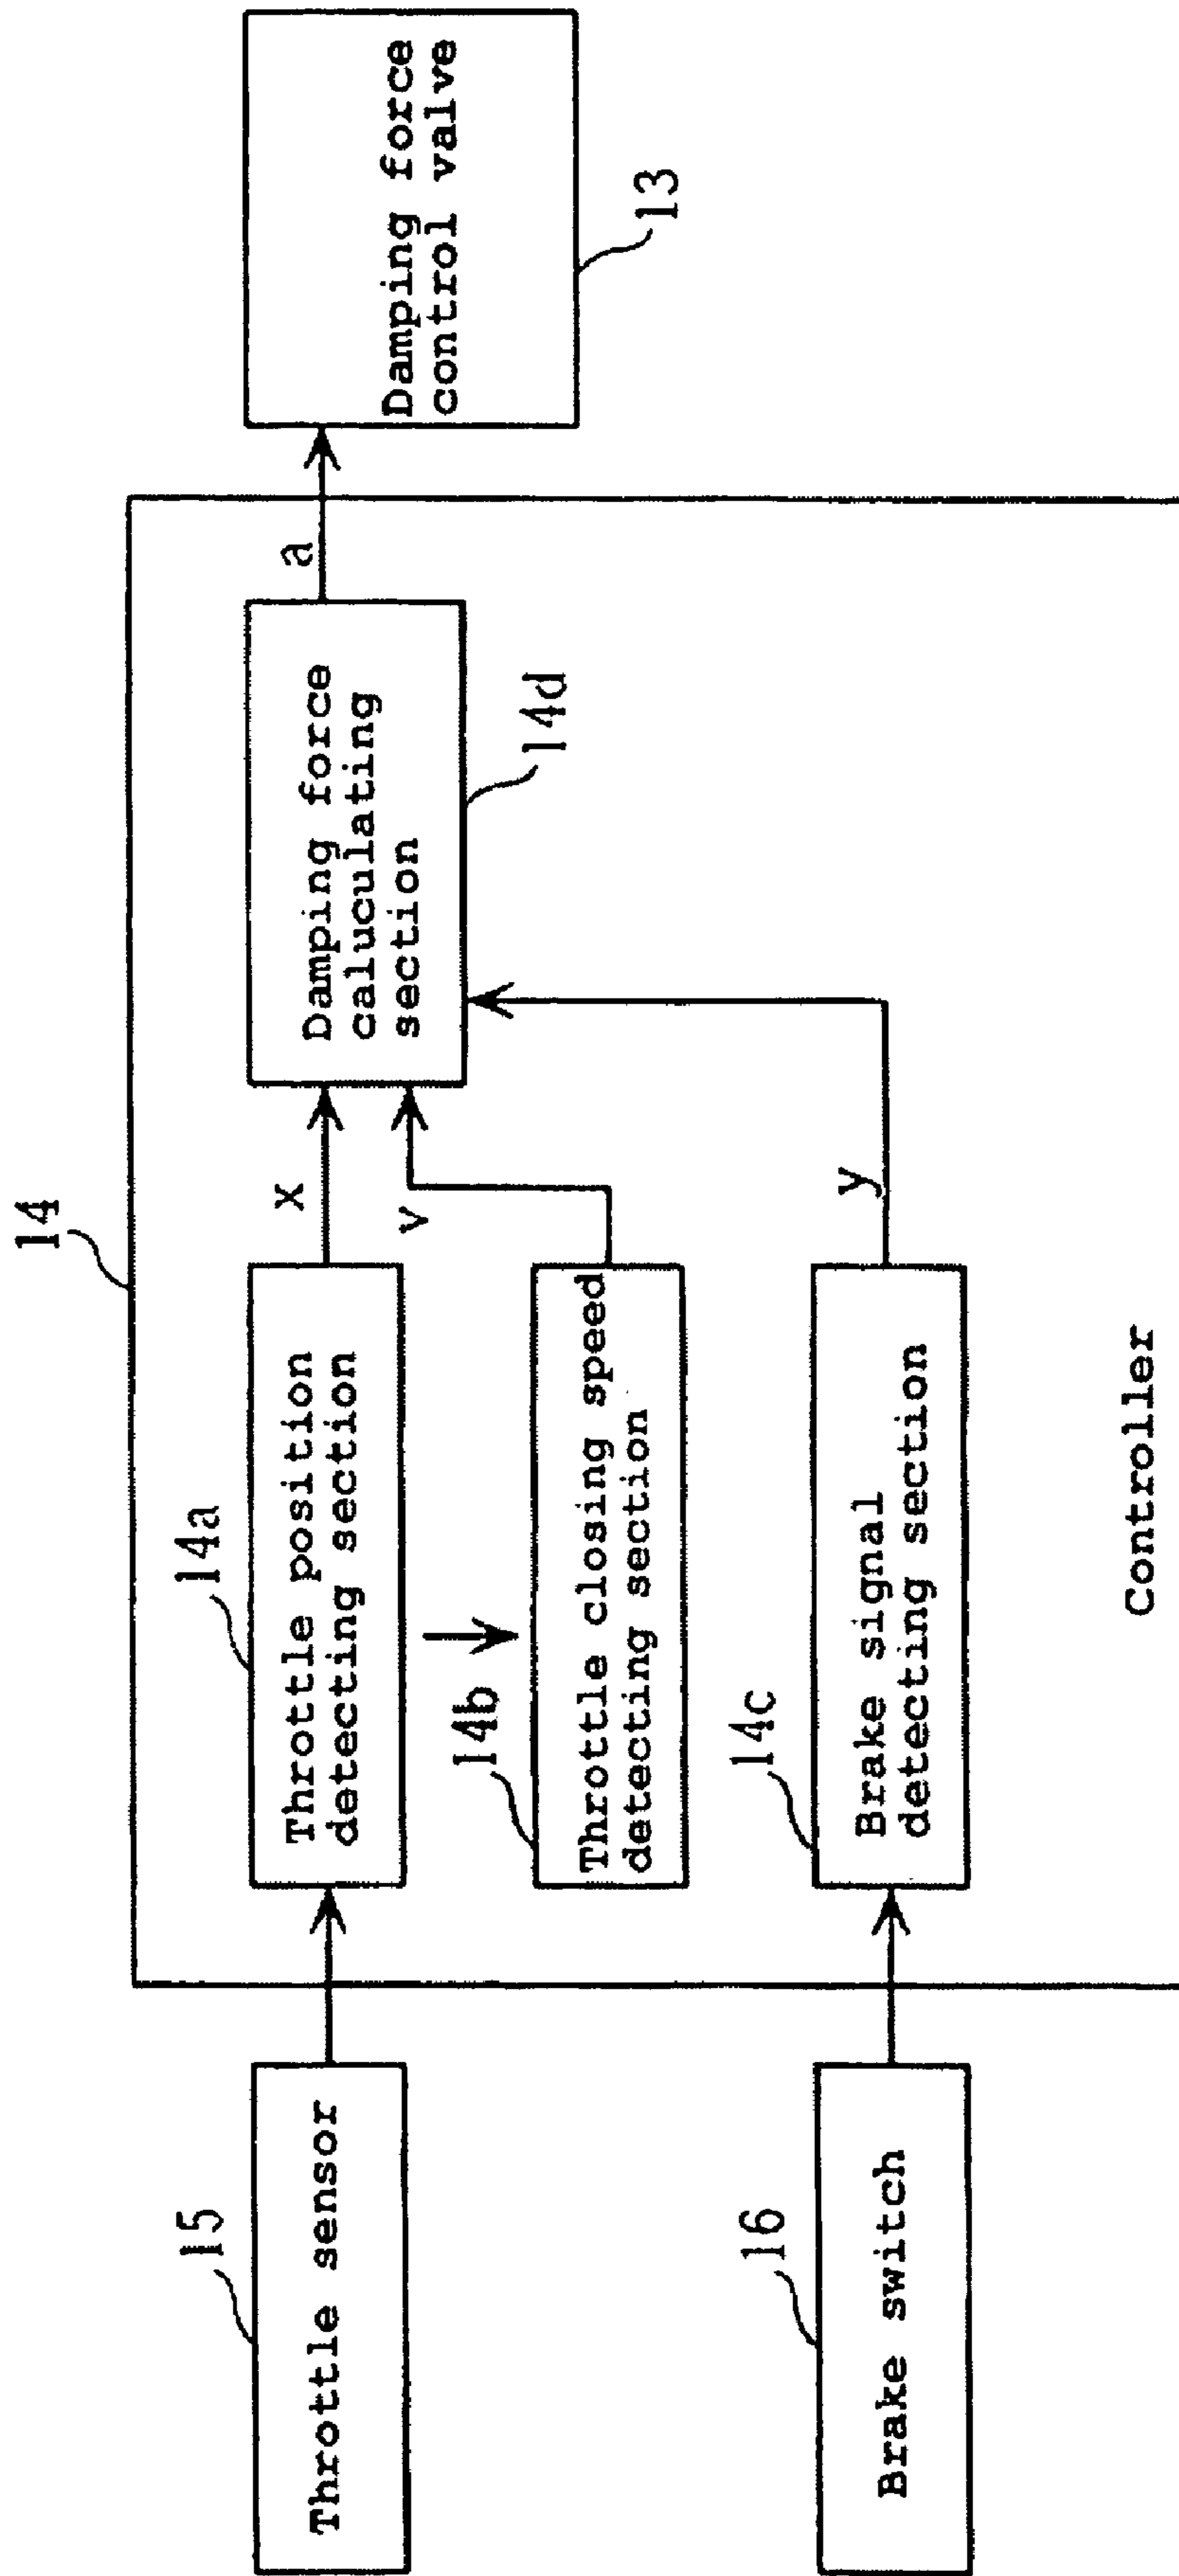 15
Throttle sensor
16
Brake switch
14
14a
Throttle position
detecting section
14b
Throttle closing speed
detecting section
14c
Brake signal
detecting section
Controller
x
v
y
Damping force
caluculating
section
14d
a
Damping force
control valve
13